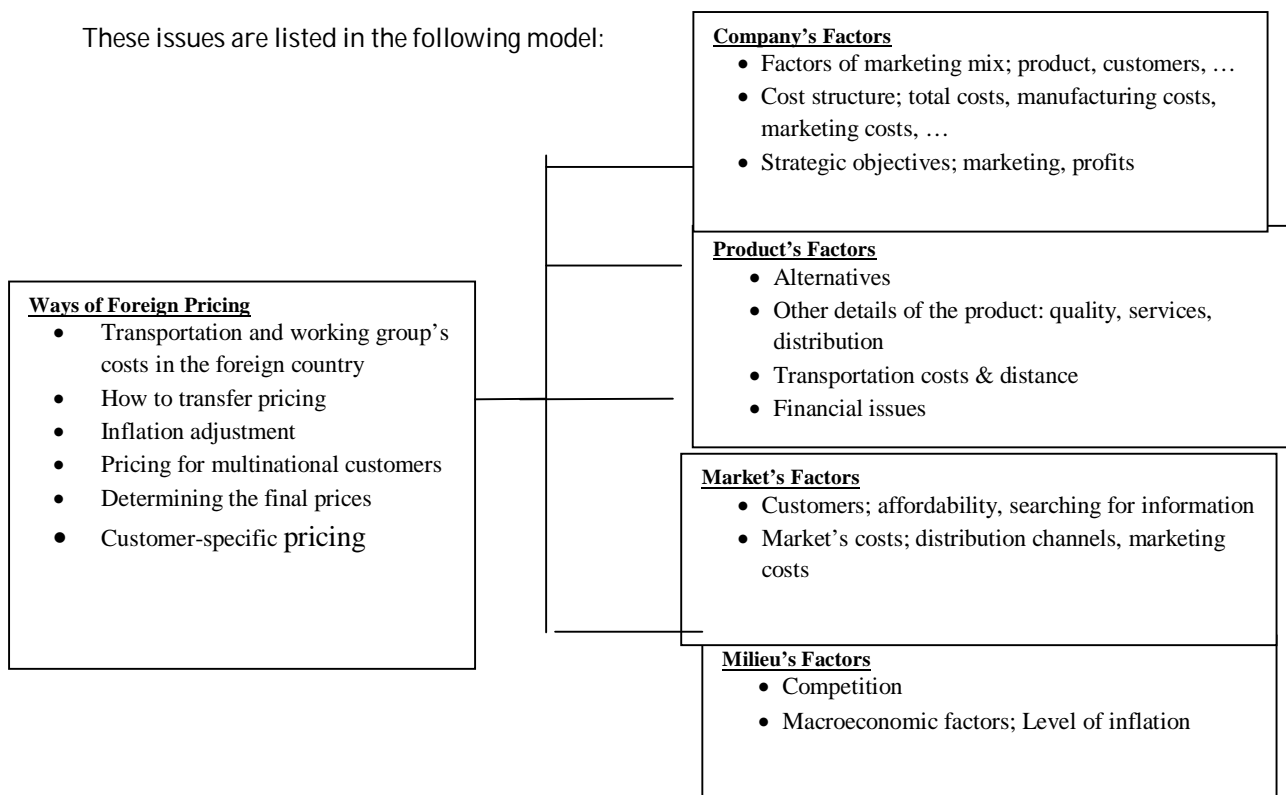 These issues are listed in the following model:
Company's Factors
• Factors of marketing mix; product, customers, …
• Cost structure; total costs, manufacturing costs,
marketing costs, …
• Strategic objectives; marketing, profits
Product's Factors
• Alternatives
• Other details of the product: quality, services,
distribution
• Transportation costs & distance
• Financial issues
Ways of Foreign Pricing
• Transportation and working group's
costs in the foreign country
• How to transfer pricing
• Inflation adjustment
• Pricing for multinational customers
• Determining the final prices
• Customer-specific pricing
Market's Factors
• Customers; affordability, searching for information
• Market's costs; distribution channels, marketing
costs
Milieu's Factors
• Competition
• Macroeconomic factors; Level of inflation